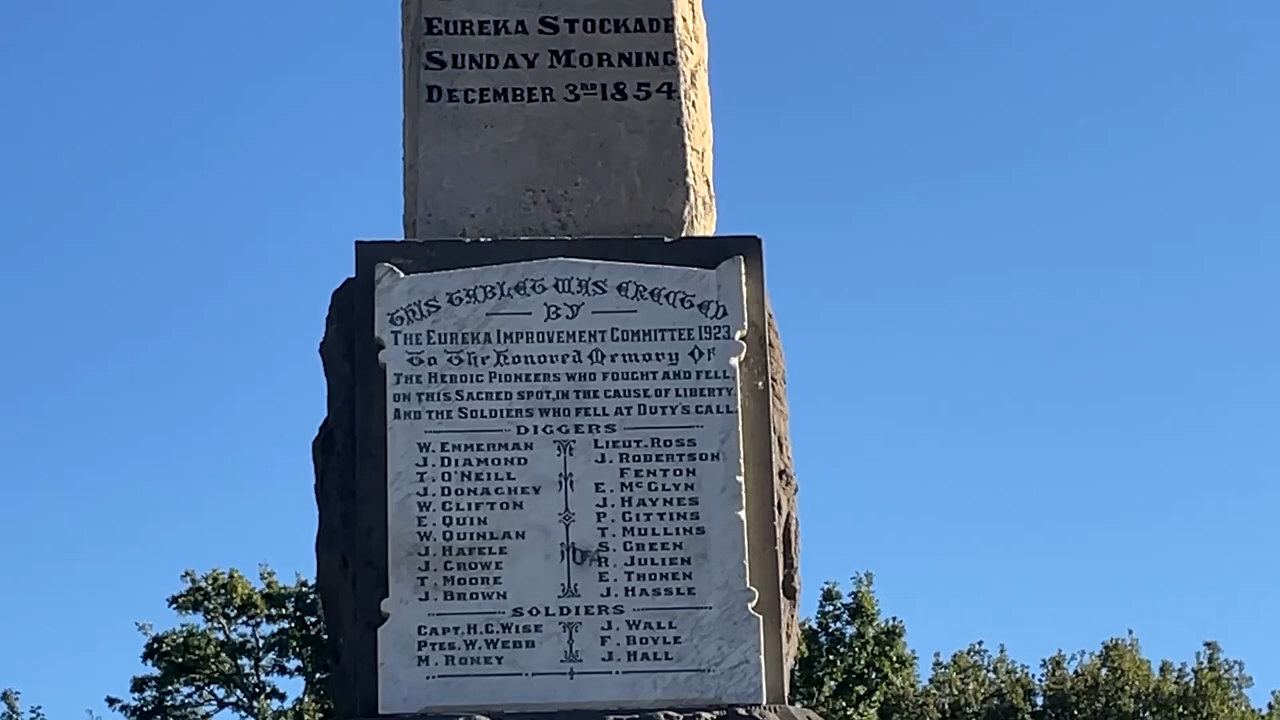 EUREKA STOCKADE
SUNDAY MORNING
DECEMBER 3RD 1854
THIS TABLET WAS ERECTED
BY
THE EUREKA IMPROVEMENT COMMITTEE 1923.
To The Honored Memory Of
THE HEROIC PIONEERS WHO FOUGHT AND FELL,
ON THIS SACRED SPOT, IN THE CAUSE OF LIBERTY,
AND THE SOLDIERS WHO FELL AT DUTY'S CALL.
DIGGERS
W. EMMERMAN
J. DIAMOND
T. O'NEILL
J. DONAGHEY
W. CLIFTON
E. QUIN
W. QUINLAN
J. HAFELE
J. CROWE
T. MOORE
J. BROWN
LIEUT. ROSS
J. ROBERTSON
FENTON
E. McGLYN
J. HAYNES
P. GITTINS
T. MULLINS
S. GREEN
R. JULIEN
E. THONEN
J. HASSLE
SOLDIERS
CAPT. H.C. WISE
PTES. W. WEBB
M. RONEY
J. WALL
F. BOYLE
J. HALL